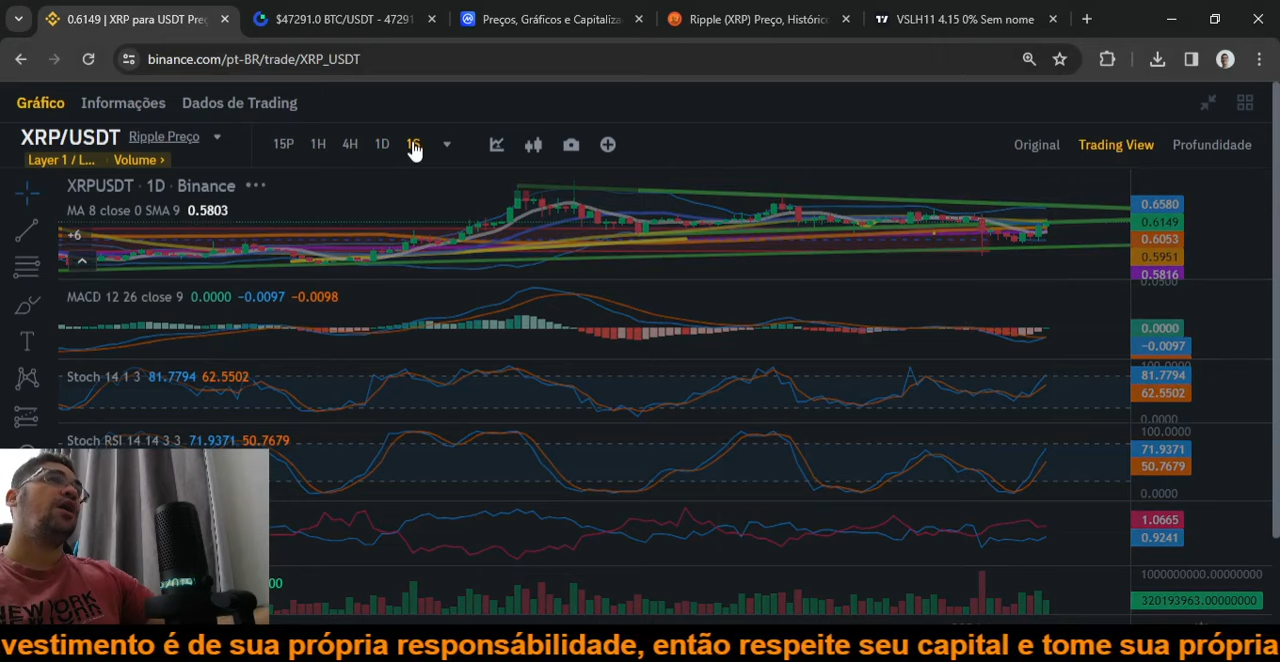 0.6149 | XRP para USDT Preç
$47291.0 BTC/USDT - 47291
Preços, Gráficos e Capitaliza
Ripple (XRP) Preço, Históric
VSLH11 4.15 0% Sem nome
binance.com/pt-BR/trade/XRP_USDT
Gráfico Informações Dados de Trading
XRP/USDT Ripple Preço
Layer 1 / L... Volume
15P 1H 4H 1D
Original Trading View Profundidade
XRPUSDT · 1D · Binance
MA 8 close 0 SMA 9 0.5803
+6
0.6580
0.6149
0.6053
0.5951
0.5816
MACD 12 26 close 9 0.0000 −0.0097 −0.0098
0.0000
−0.0097
Stoch 14 1 3 81.7794 62.5502
81.7794
62.5502
0.0000
Stoch RSI 14 14 3 3 71.9371 50.7679
100.0000
71.9371
50.7679
0.0000
1.0665
0.9241
00
1000000000.00000000
320193963.00000000
NEW YORK
vestimento é de sua própria responsábilidade, então respeite seu capital e tome sua própria